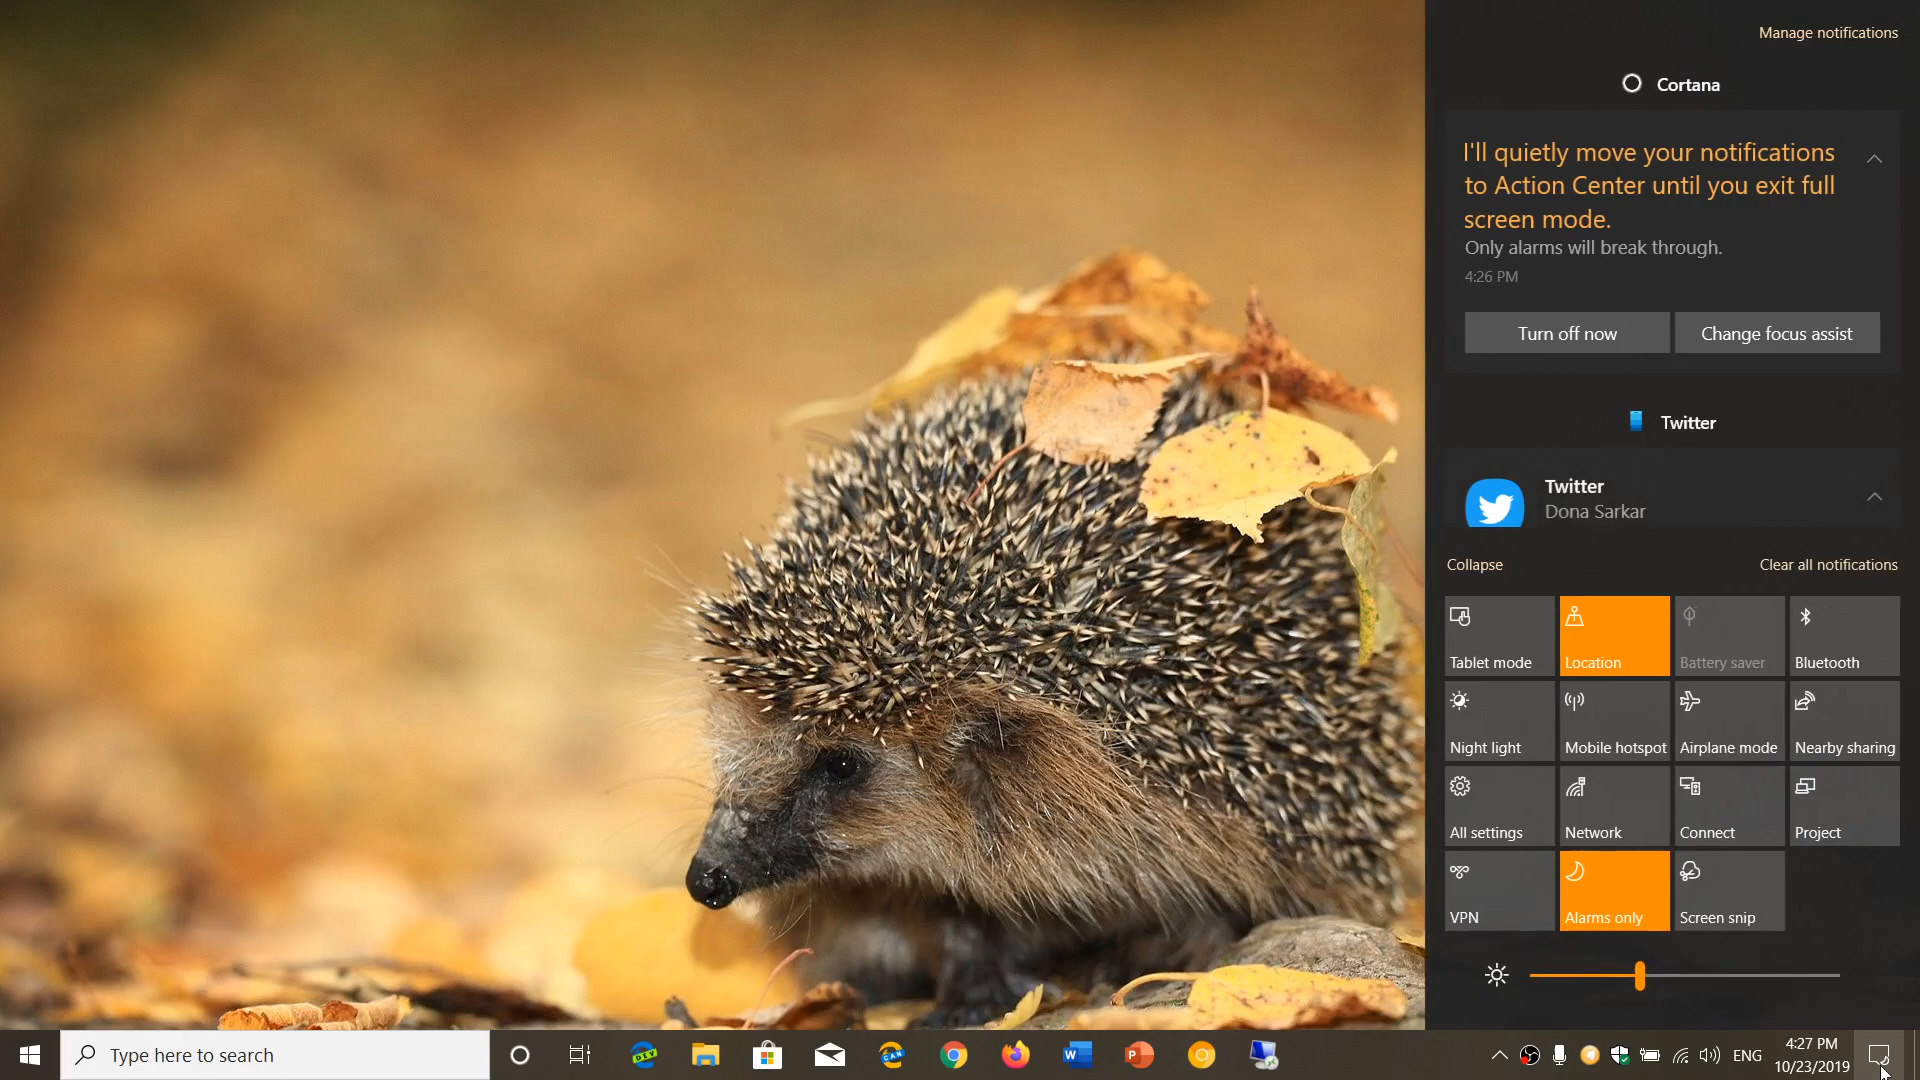 Manage notifications
Cortana
I'll quietly move your notifications
to Action Center until you exit full
screen mode.
Only alarms will break through.
4:26 PM
Turn off now
Change focus assist
Twitter
Twitter
Dona Sarkar
Collapse
Clear all notifications
Tablet mode
Location
Battery saver
Bluetooth
Night light
Mobile hotspot
Airplane mode
Nearby sharing
All settings
Network
Connect
Project
VPN
Alarms only
Screen snip
Type here to search
DEV
CAN
W
P
ENG
4:27 PM
10/23/2019